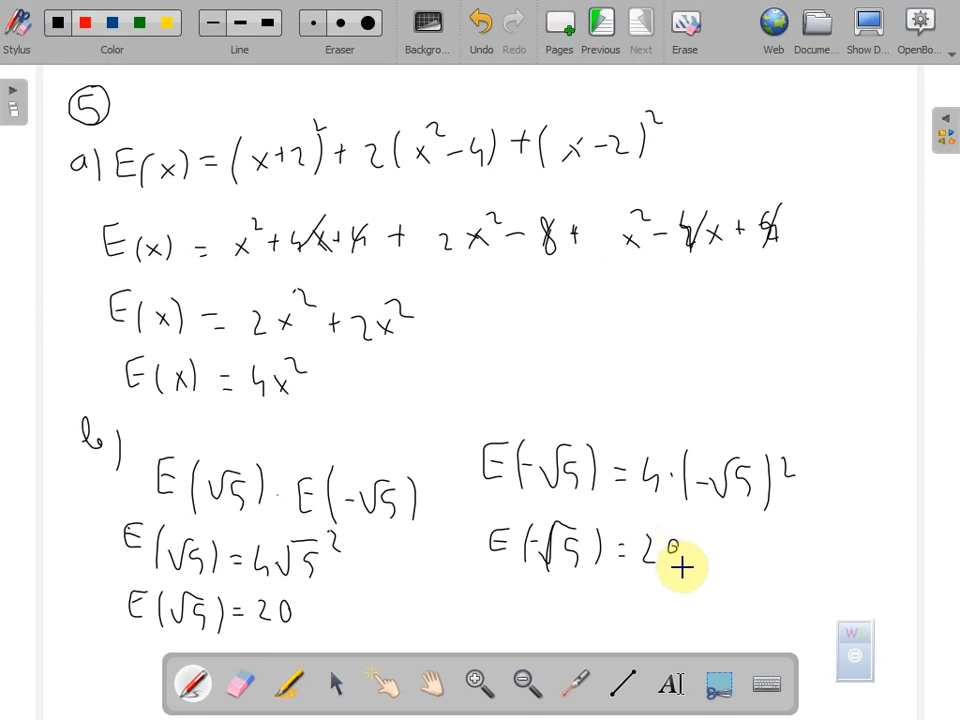 Stylus
Color
Line
Eraser
Backgro...
Undo
Redo
Pages
Previous
Next
Erase
Web
Docume...
Show D...
OpenBo...
5
a) E(x) = (x+2)² + 2(x²-4) + (x-2)²
E(x) = x² + 4x + 4 + 2x² - 8 + x² - 4x + 4
E(x) = 2x² + 2x²
E(x) = 4x²
b)
E(√5) · E(-√5)
E(√5) = 4√5²
E(√5) = 20
E(-√5) = 4·(-√5)²
E(-√5) = 20